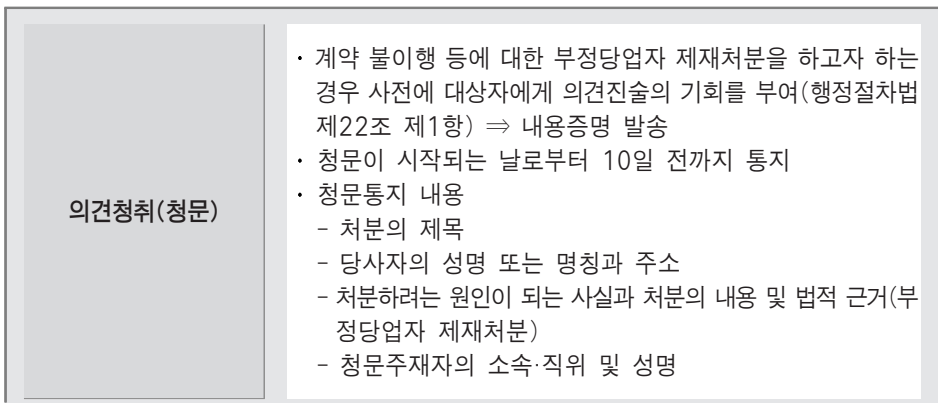 의견청취(청문)
· 계약 불이행 등에 대한 부정당업자 제재처분을 하고자 하는
경우 사전에 대상자에게 의견진술의 기회를 부여(행정절차법
제22조 제1항) ⇒ 내용증명 발송
· 청문이 시작되는 날로부터 10일 전까지 통지
· 청문통지 내용
- 처분의 제목
- 당사자의 성명 또는 명칭과 주소
- 처분하려는 원인이 되는 사실과 처분의 내용 및 법적 근거(부
정당업자 제재처분)
- 청문주재자의 소속·직위 및 성명